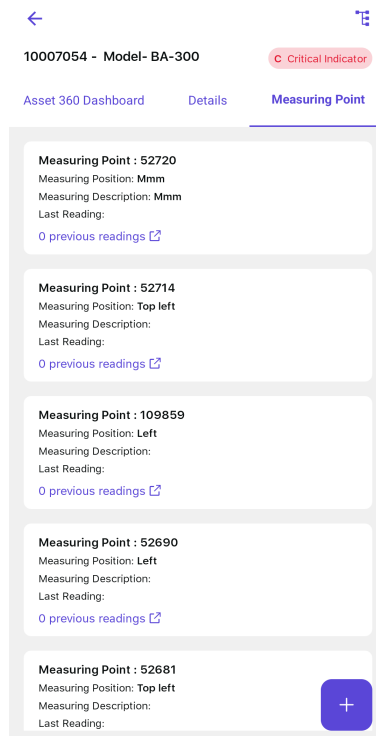 10007054 -  Model- BA-300
C Critical Indicator
Asset 360 Dashboard
Details
Measuring Point
Measuring Point : 52720
Measuring Position: Mmm
Measuring Description: Mmm
Last Reading:
0 previous readings
Measuring Point : 52714
Measuring Position: Top left
Measuring Description:
Last Reading:
0 previous readings
Measuring Point : 109859
Measuring Position: Left
Measuring Description:
Last Reading:
0 previous readings
Measuring Point : 52690
Measuring Position: Left
Measuring Description:
Last Reading:
0 previous readings
Measuring Point : 52681
Measuring Position: Top left
Measuring Description:
Last Reading: